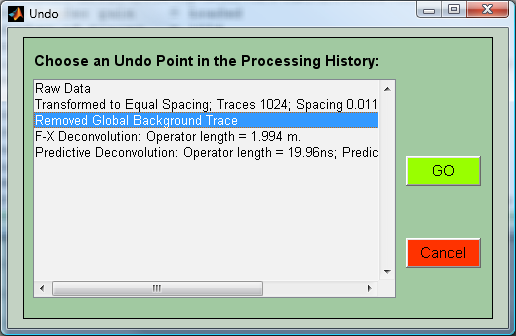 Undo
Choose an Undo Point in the Processing History:
Raw Data
Transformed to Equal Spacing; Traces 1024; Spacing 0.011
Removed Global Background Trace
F-X Deconvolution: Operator length = 1.994 m.
Predictive Deconvolution: Operator length = 19.96ns; Predic
GO
Cancel